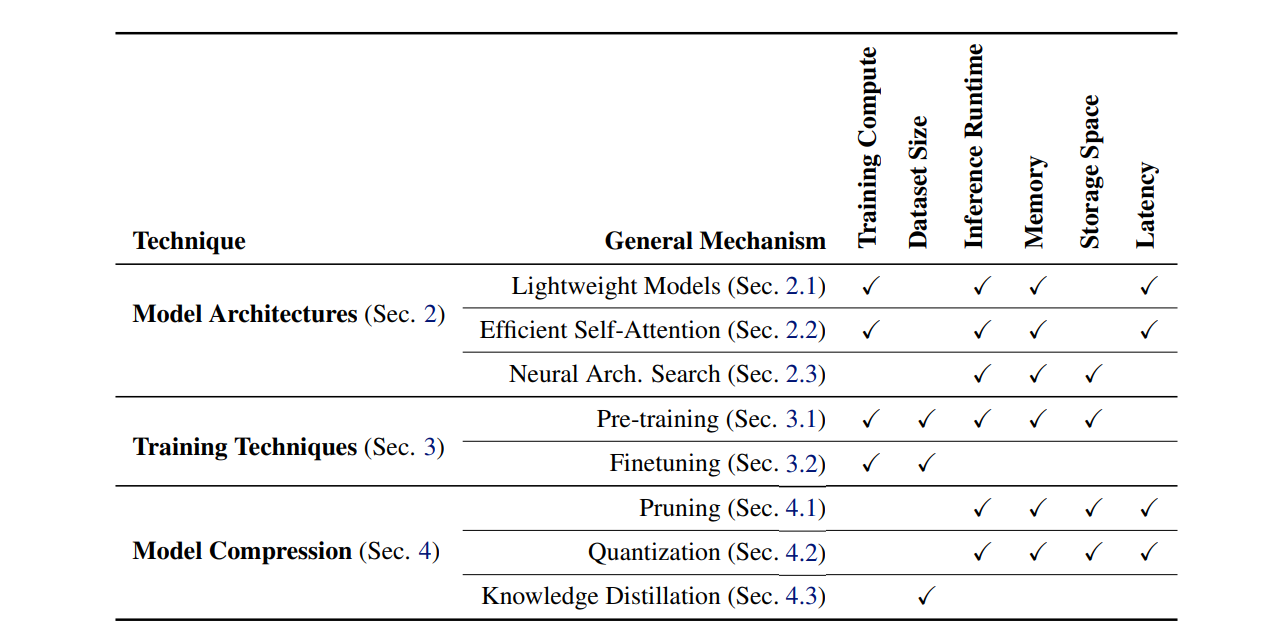 Technique General Mechanism Training Compute Dataset Size Inference Runtime Memory Storage Space Latency
Model Architectures (Sec. 2)
Lightweight Models (Sec. 2.1) ✓ ✓ ✓ ✓
Efficient Self-Attention (Sec. 2.2) ✓ ✓ ✓ ✓
Neural Arch. Search (Sec. 2.3) ✓ ✓ ✓
Training Techniques (Sec. 3)
Pre-training (Sec. 3.1) ✓ ✓ ✓ ✓ ✓
Finetuning (Sec. 3.2) ✓ ✓
Model Compression (Sec. 4)
Pruning (Sec. 4.1) ✓ ✓ ✓ ✓
Quantization (Sec. 4.2) ✓ ✓ ✓ ✓
Knowledge Distillation (Sec. 4.3) ✓